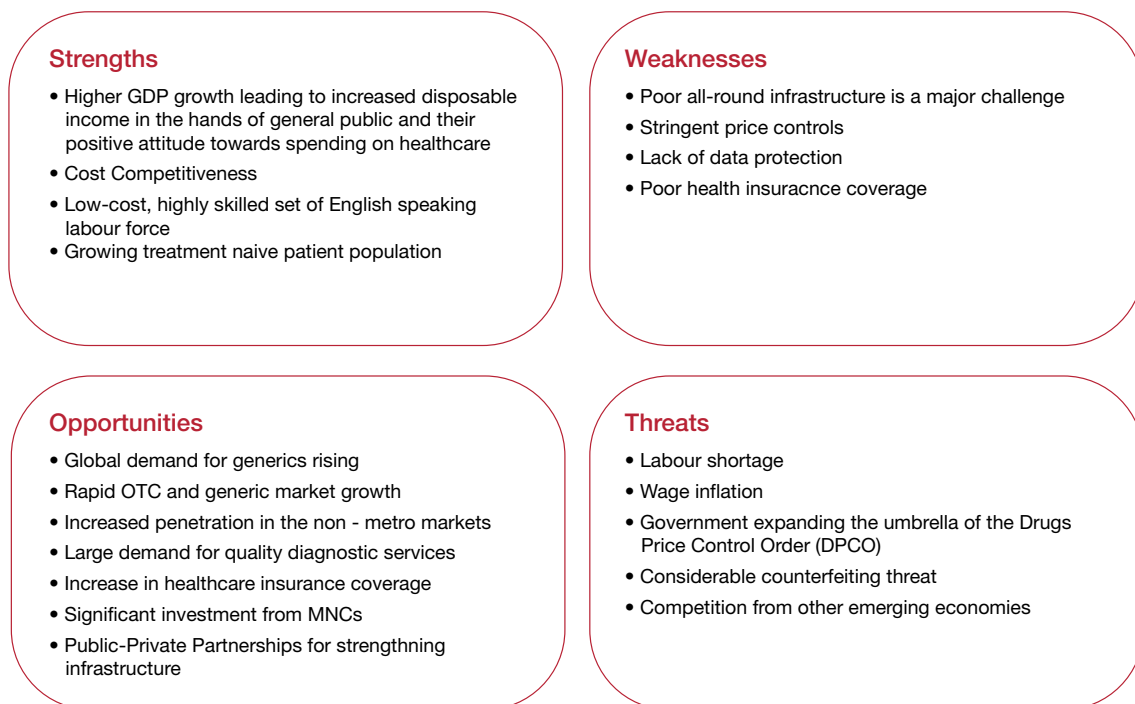 Strengths
• Higher GDP growth leading to increased disposable
income in the hands of general public and their
positive attitude towards spending on healthcare
• Cost Competitiveness
• Low-cost, highly skilled set of English speaking
labour force
• Growing treatment naive patient population
Weaknesses
• Poor all-round infrastructure is a major challenge
• Stringent price controls
• Lack of data protection
• Poor health insuracnce coverage
Opportunities
• Global demand for generics rising
• Rapid OTC and generic market growth
• Increased penetration in the non - metro markets
• Large demand for quality diagnostic services
• Increase in healthcare insurance coverage
• Significant investment from MNCs
• Public-Private Partnerships for strengthning
infrastructure
Threats
• Labour shortage
• Wage inflation
• Government expanding the umbrella of the Drugs
Price Control Order (DPCO)
• Considerable counterfeiting threat
• Competition from other emerging economies